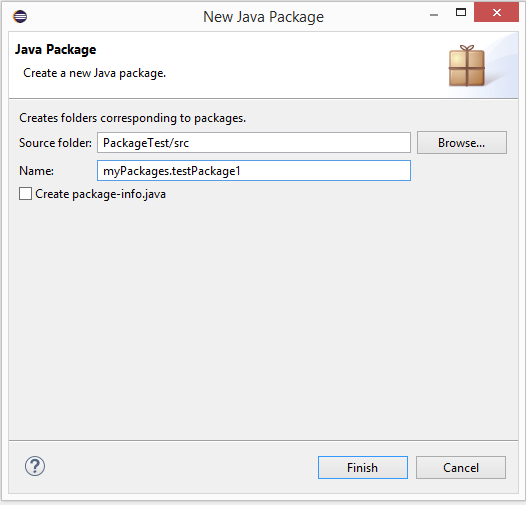 New Java Package
Java Package
Create a new Java package.
Creates folders corresponding to packages.
Source folder: PackageTest/src Browse...
Name: myPackages.testPackage1
Create package-info.java
? Finish Cancel